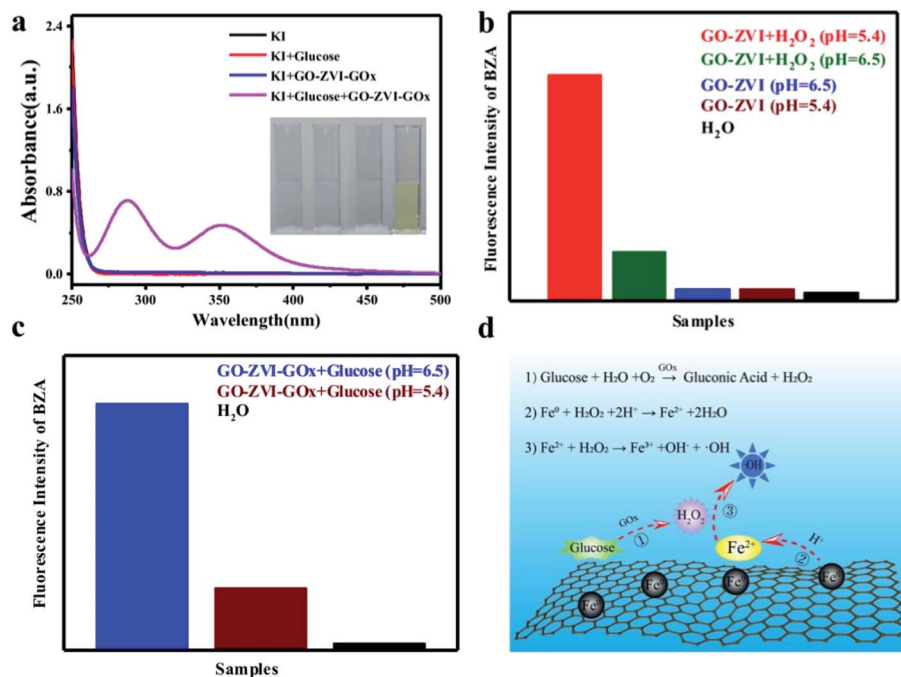 a
2.4
1.6
0.8
0.0
Absorbance(a.u.)
KI
KI+Glucose
KI+GO-ZVI-GOx
KI+Glucose+GO-ZVI-GOx
250 300 350 400 450 500
Wavelength(nm)
b
Fluorescence Intensity of BZA
GO-ZVI+H₂O₂ (pH=5.4)
GO-ZVI+H₂O₂ (pH=6.5)
GO-ZVI (pH=6.5)
GO-ZVI (pH=5.4)
H₂O
Samples
c
Fluorescence Intensity of BZA
GO-ZVI-GOx+Glucose (pH=6.5)
GO-ZVI-GOx+Glucose (pH=5.4)
H₂O
Samples
d
GOx
1) Glucose + H₂O +O₂ → Gluconic Acid + H₂O₂
2) Fe⁰ + H₂O₂ +2H⁺ → Fe²⁺ +2H₂O
3) Fe²⁺ + H₂O₂ → Fe³⁺ +OH⁻ + ·OH
·OH
H₂O₂
GOx
①
③
Glucose
Fe²⁺
H⁺
②
Fe⁰
Fe⁰
Fe⁰
Fe⁰